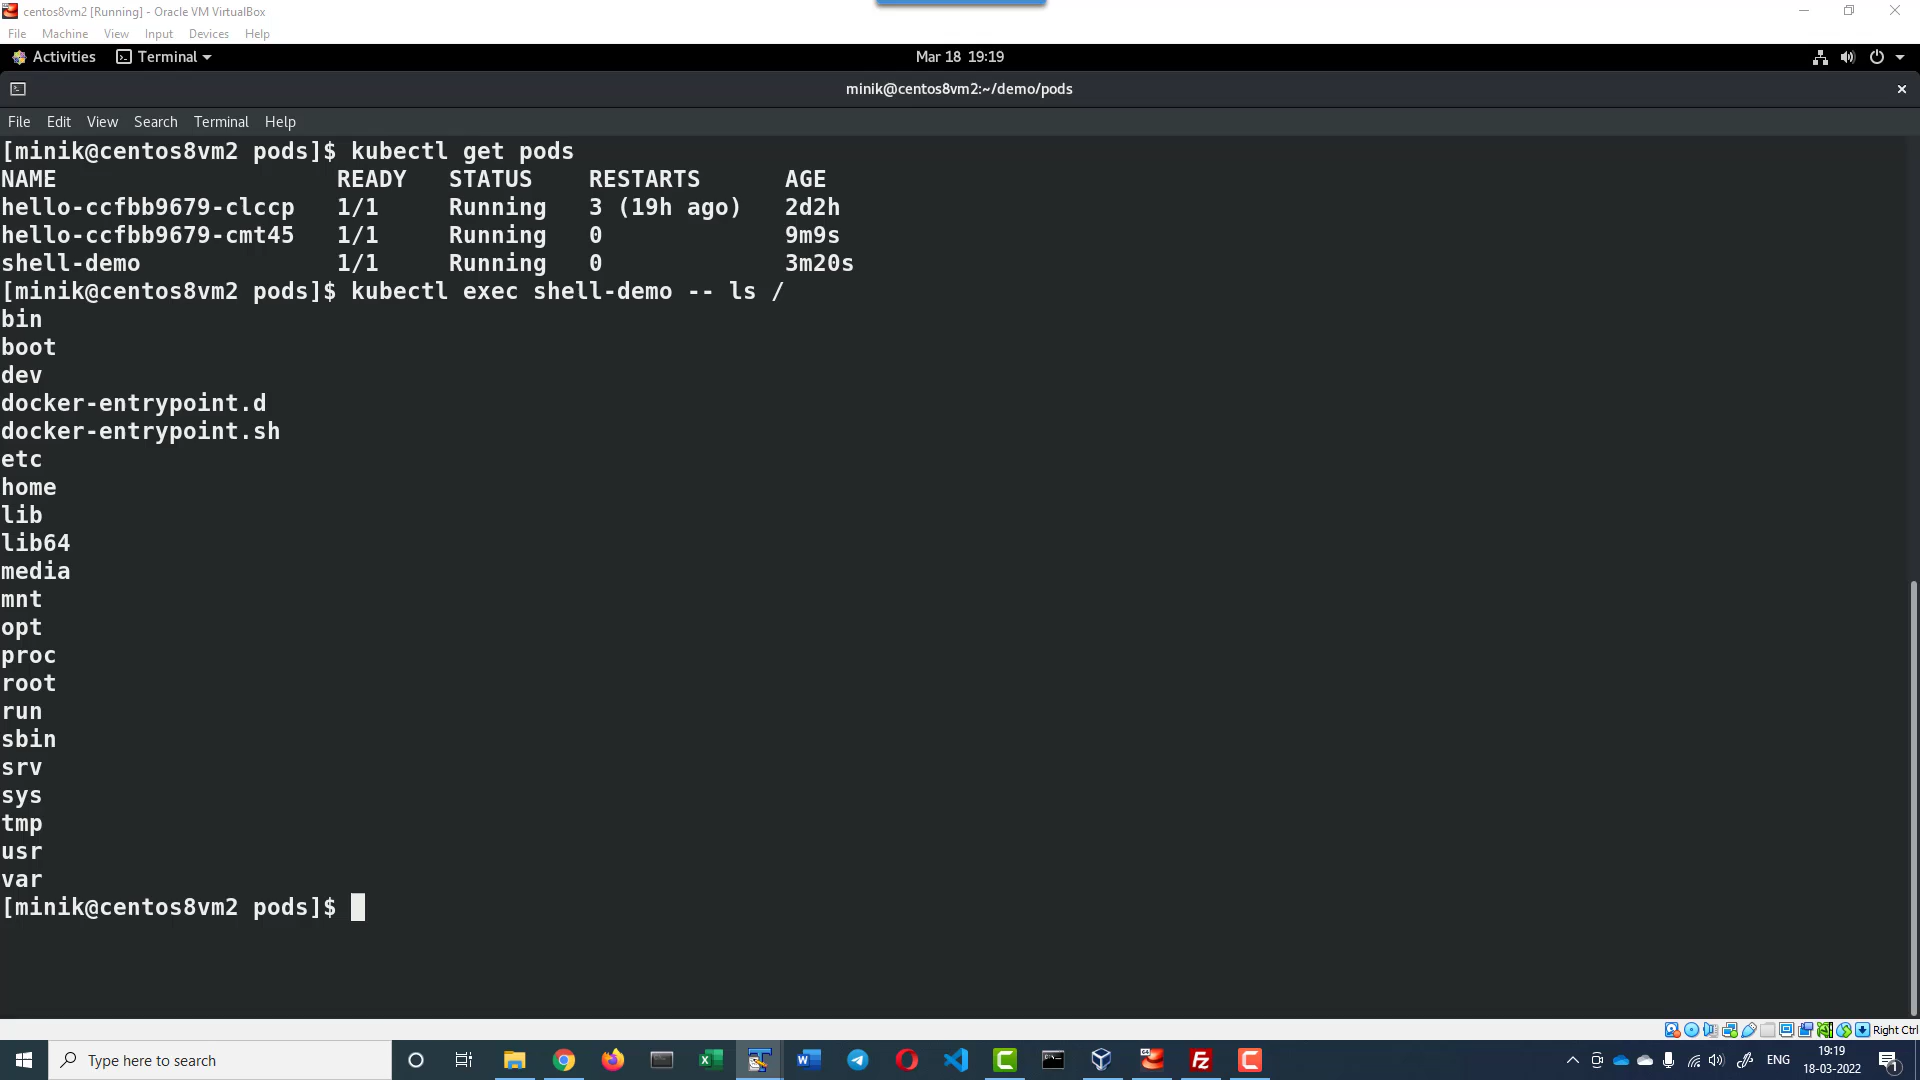 centos8vm2 [Running] - Oracle VM VirtualBox
File Machine View Input Devices Help
Activities Terminal Mar 18 19:19
minik@centos8vm2:~/demo/pods
File Edit View Search Terminal Help
[minik@centos8vm2 pods]$ kubectl get pods
NAME READY STATUS RESTARTS AGE
hello-ccfbb9679-clccp 1/1 Running 3 (19h ago) 2d2h
hello-ccfbb9679-cmt45 1/1 Running 0 9m9s
shell-demo 1/1 Running 0 3m20s
[minik@centos8vm2 pods]$ kubectl exec shell-demo -- ls /
bin
boot
dev
docker-entrypoint.d
docker-entrypoint.sh
etc
home
lib
lib64
media
mnt
opt
proc
root
run
sbin
srv
sys
tmp
usr
var
[minik@centos8vm2 pods]$
Right Ctrl
Type here to search
ENG
19:19
18-03-2022
1